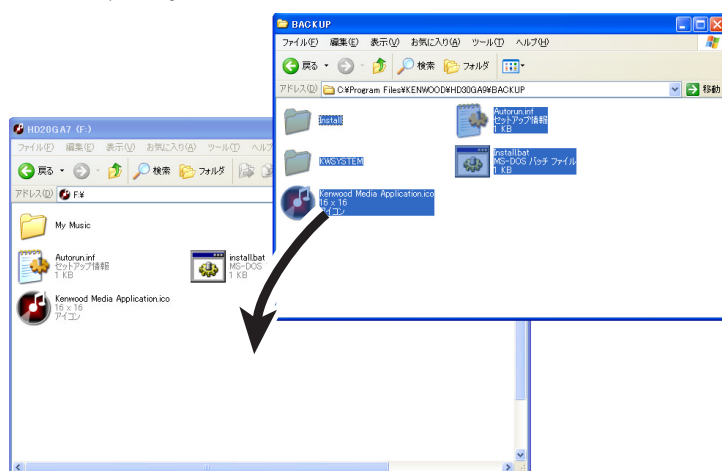 BACKUP
ファイル(F) 編集(E) 表示(V) お気に入り(A) ツール(T) ヘルプ(H)
戻る 検索 フォルダ
アドレス(D) C:¥Program Files¥KENWOOD¥HD30GA9¥BACKUP 移動
Install
Autorun.inf
セットアップ情報
1 KB
KWSYSTEM
Install.bat
MS-DOS バッチ ファイル
1 KB
Kenwood Media Application.ico
16 x 16
アイコン
HD20GA7 (F:)
ファイル(F) 編集(E) 表示(V) お気に入り(A) ツール(T)
戻る 検索 フォルダ
アドレス(D) F:¥
My Music
Autorun.inf
セットアップ情報
1 KB
install.bat
MS-DOS
1 KB
Kenwood Media Application.ico
16 x 16
アイコン